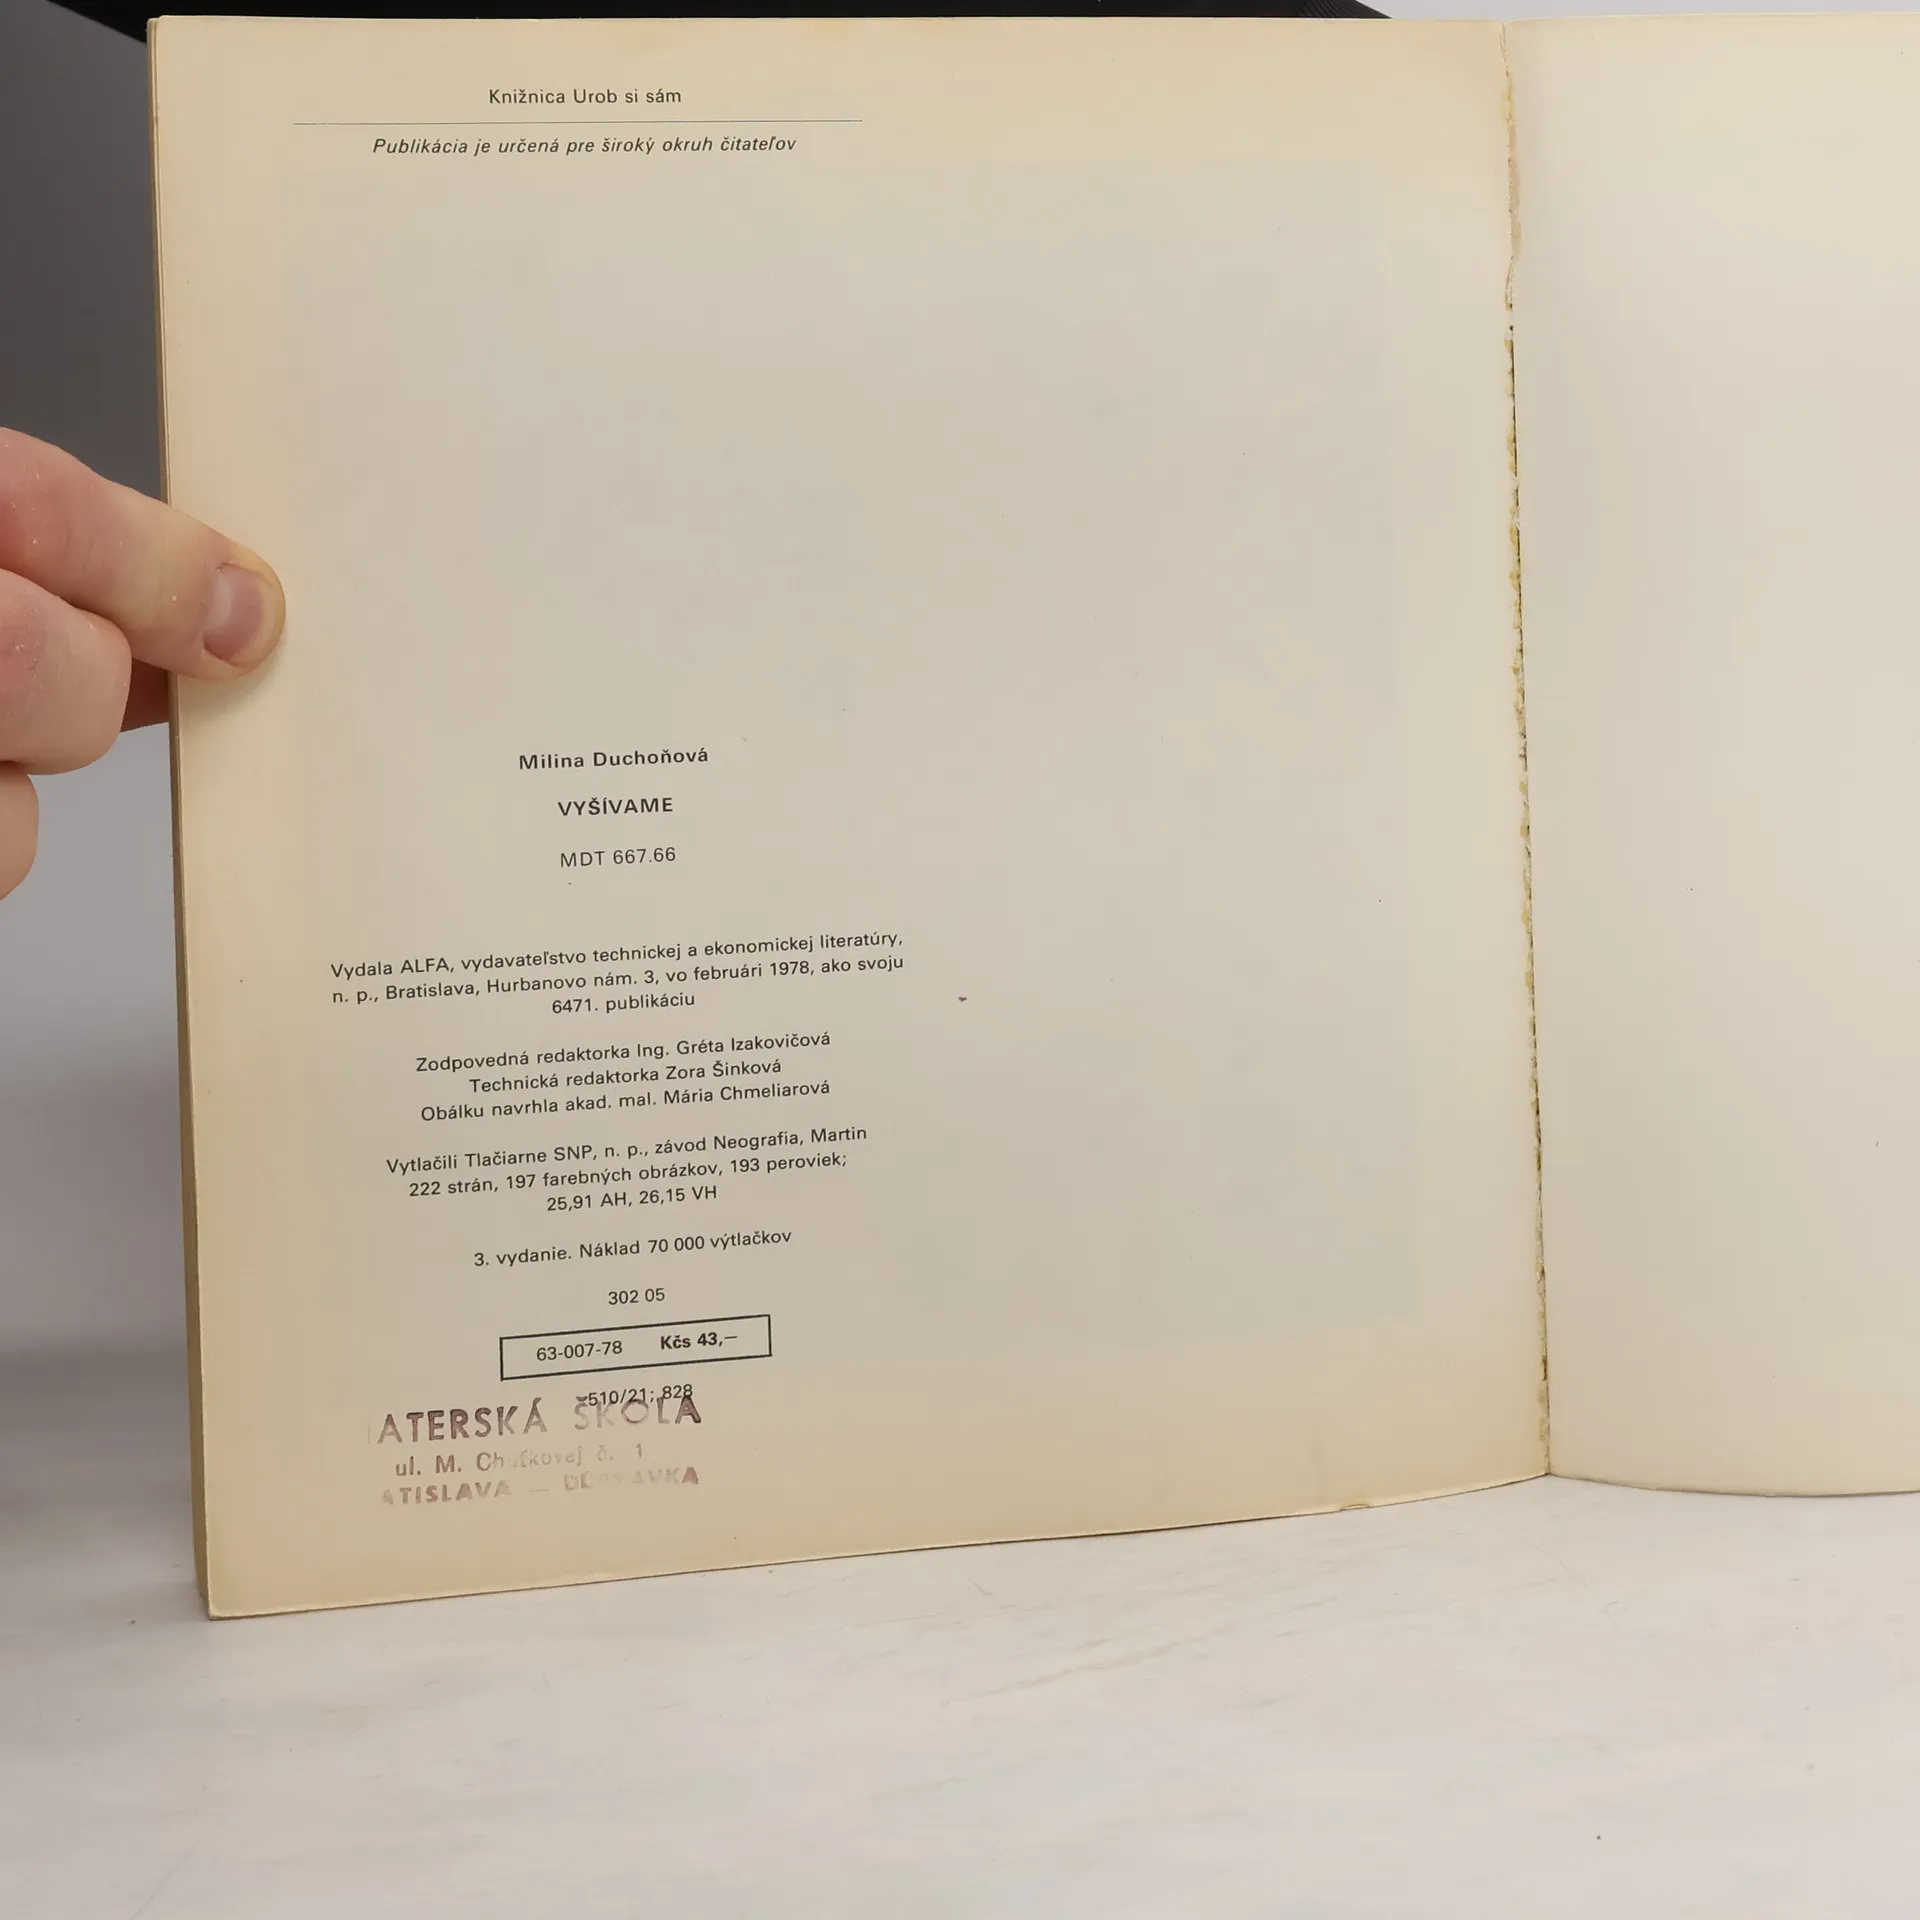 Knižnica Urob si sám
Publikácia je určená pre široký okruh čitateľov
Milina Duchoňová
VYŠÍVAME
MDT 667.66
Vydala ALFA, vydavateľstvo technickej a ekonomickej literatúry,
n. p., Bratislava, Hurbanovo nám. 3, vo februári 1978, ako svoju
6471. publikáciu
Zodpovedná redaktorka Ing. Gréta Izakovičová
Technická redaktorka Zora Šinková
Obálku navrhla akad. mal. Mária Chmeliarová
Vytlačili Tlačiarne SNP, n. p., závod Neografia, Martin
222 strán, 197 farebných obrázkov, 193 peroviek;
25,91 AH, 26,15 VH
3. vydanie. Náklad 70 000 výtlačkov
302 05
63-007-78 Kčs 43,—
510/21; 828
ATERSKÁ ŠKOLA
ul. M. č. 1
ATISLAVA —